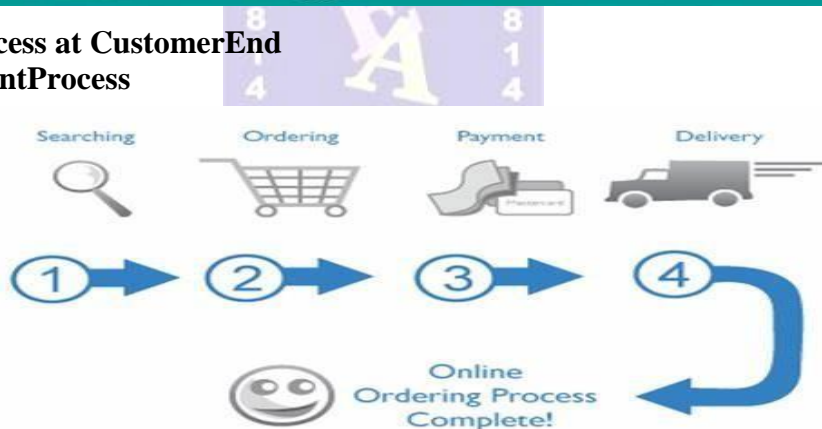 cess at CustomerEnd
ntProcess
8 8
1 1
4 4
Searching Ordering Payment Delivery
Mastercard
1 2 3 4
Online
Ordering Process
Complete!